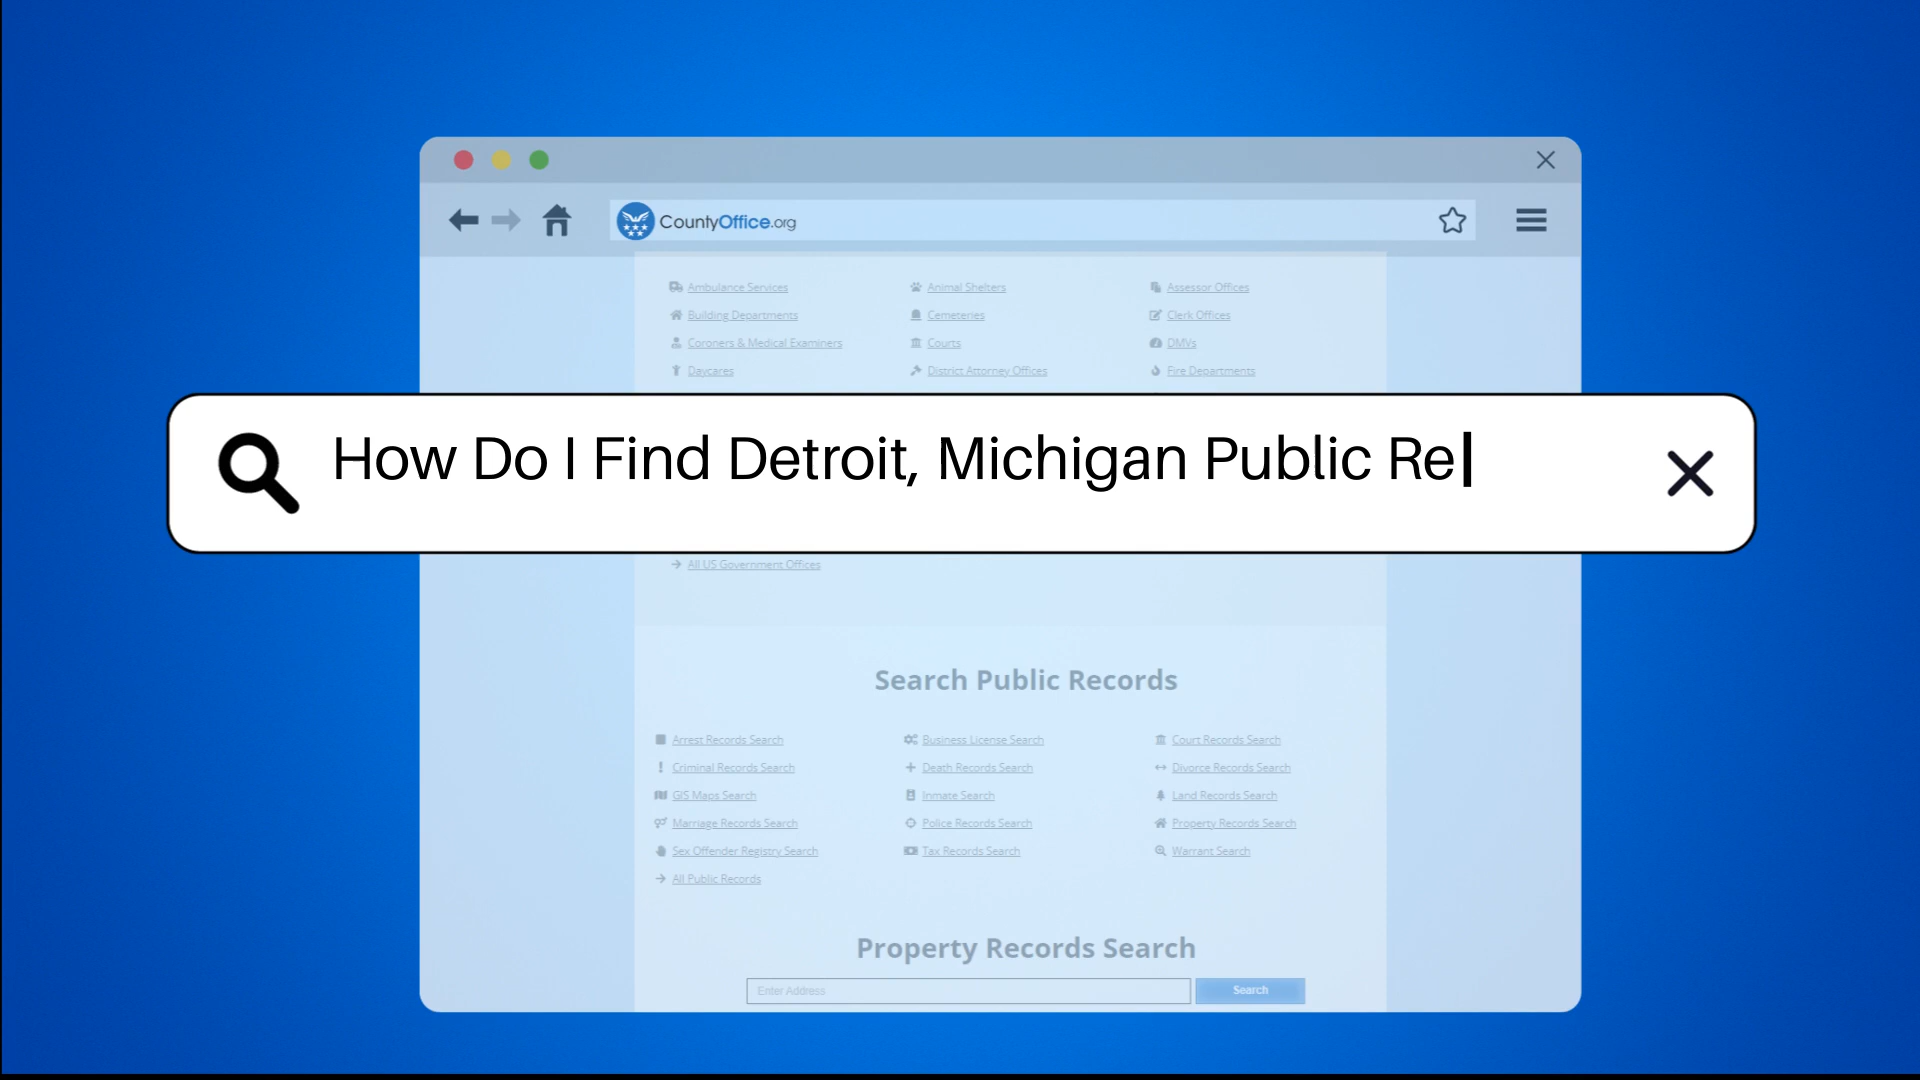 CountyOffice.org
Ambulance Services Animal Shelters Assessor Offices
Building Departments Cemeteries Clerk Offices
Coroners & Medical Examiners Courts DMVs
Daycares District Attorney Offices Fire Departments
How Do I Find Detroit, Michigan Public Re
All US Government Offices
Search Public Records
Arrest Records Search Business License Search Court Records Search
Criminal Records Search Death Records Search Divorce Records Search
GIS Maps Search Inmate Search Land Records Search
Marriage Records Search Police Records Search Property Records Search
Sex Offender Registry Search Tax Records Search Warrant Search
All Public Records
Property Records Search
Enter Address Search